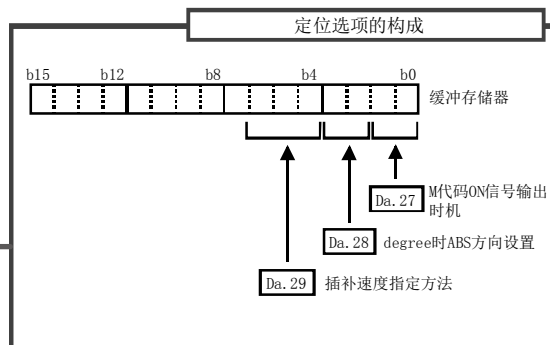 定位选项的构成
b15 b12 b8 b4 b0
缓冲存储器
Da.27 M代码ON信号输出
时机
Da.28 degree时ABS方向设置
Da.29 插补速度指定方法